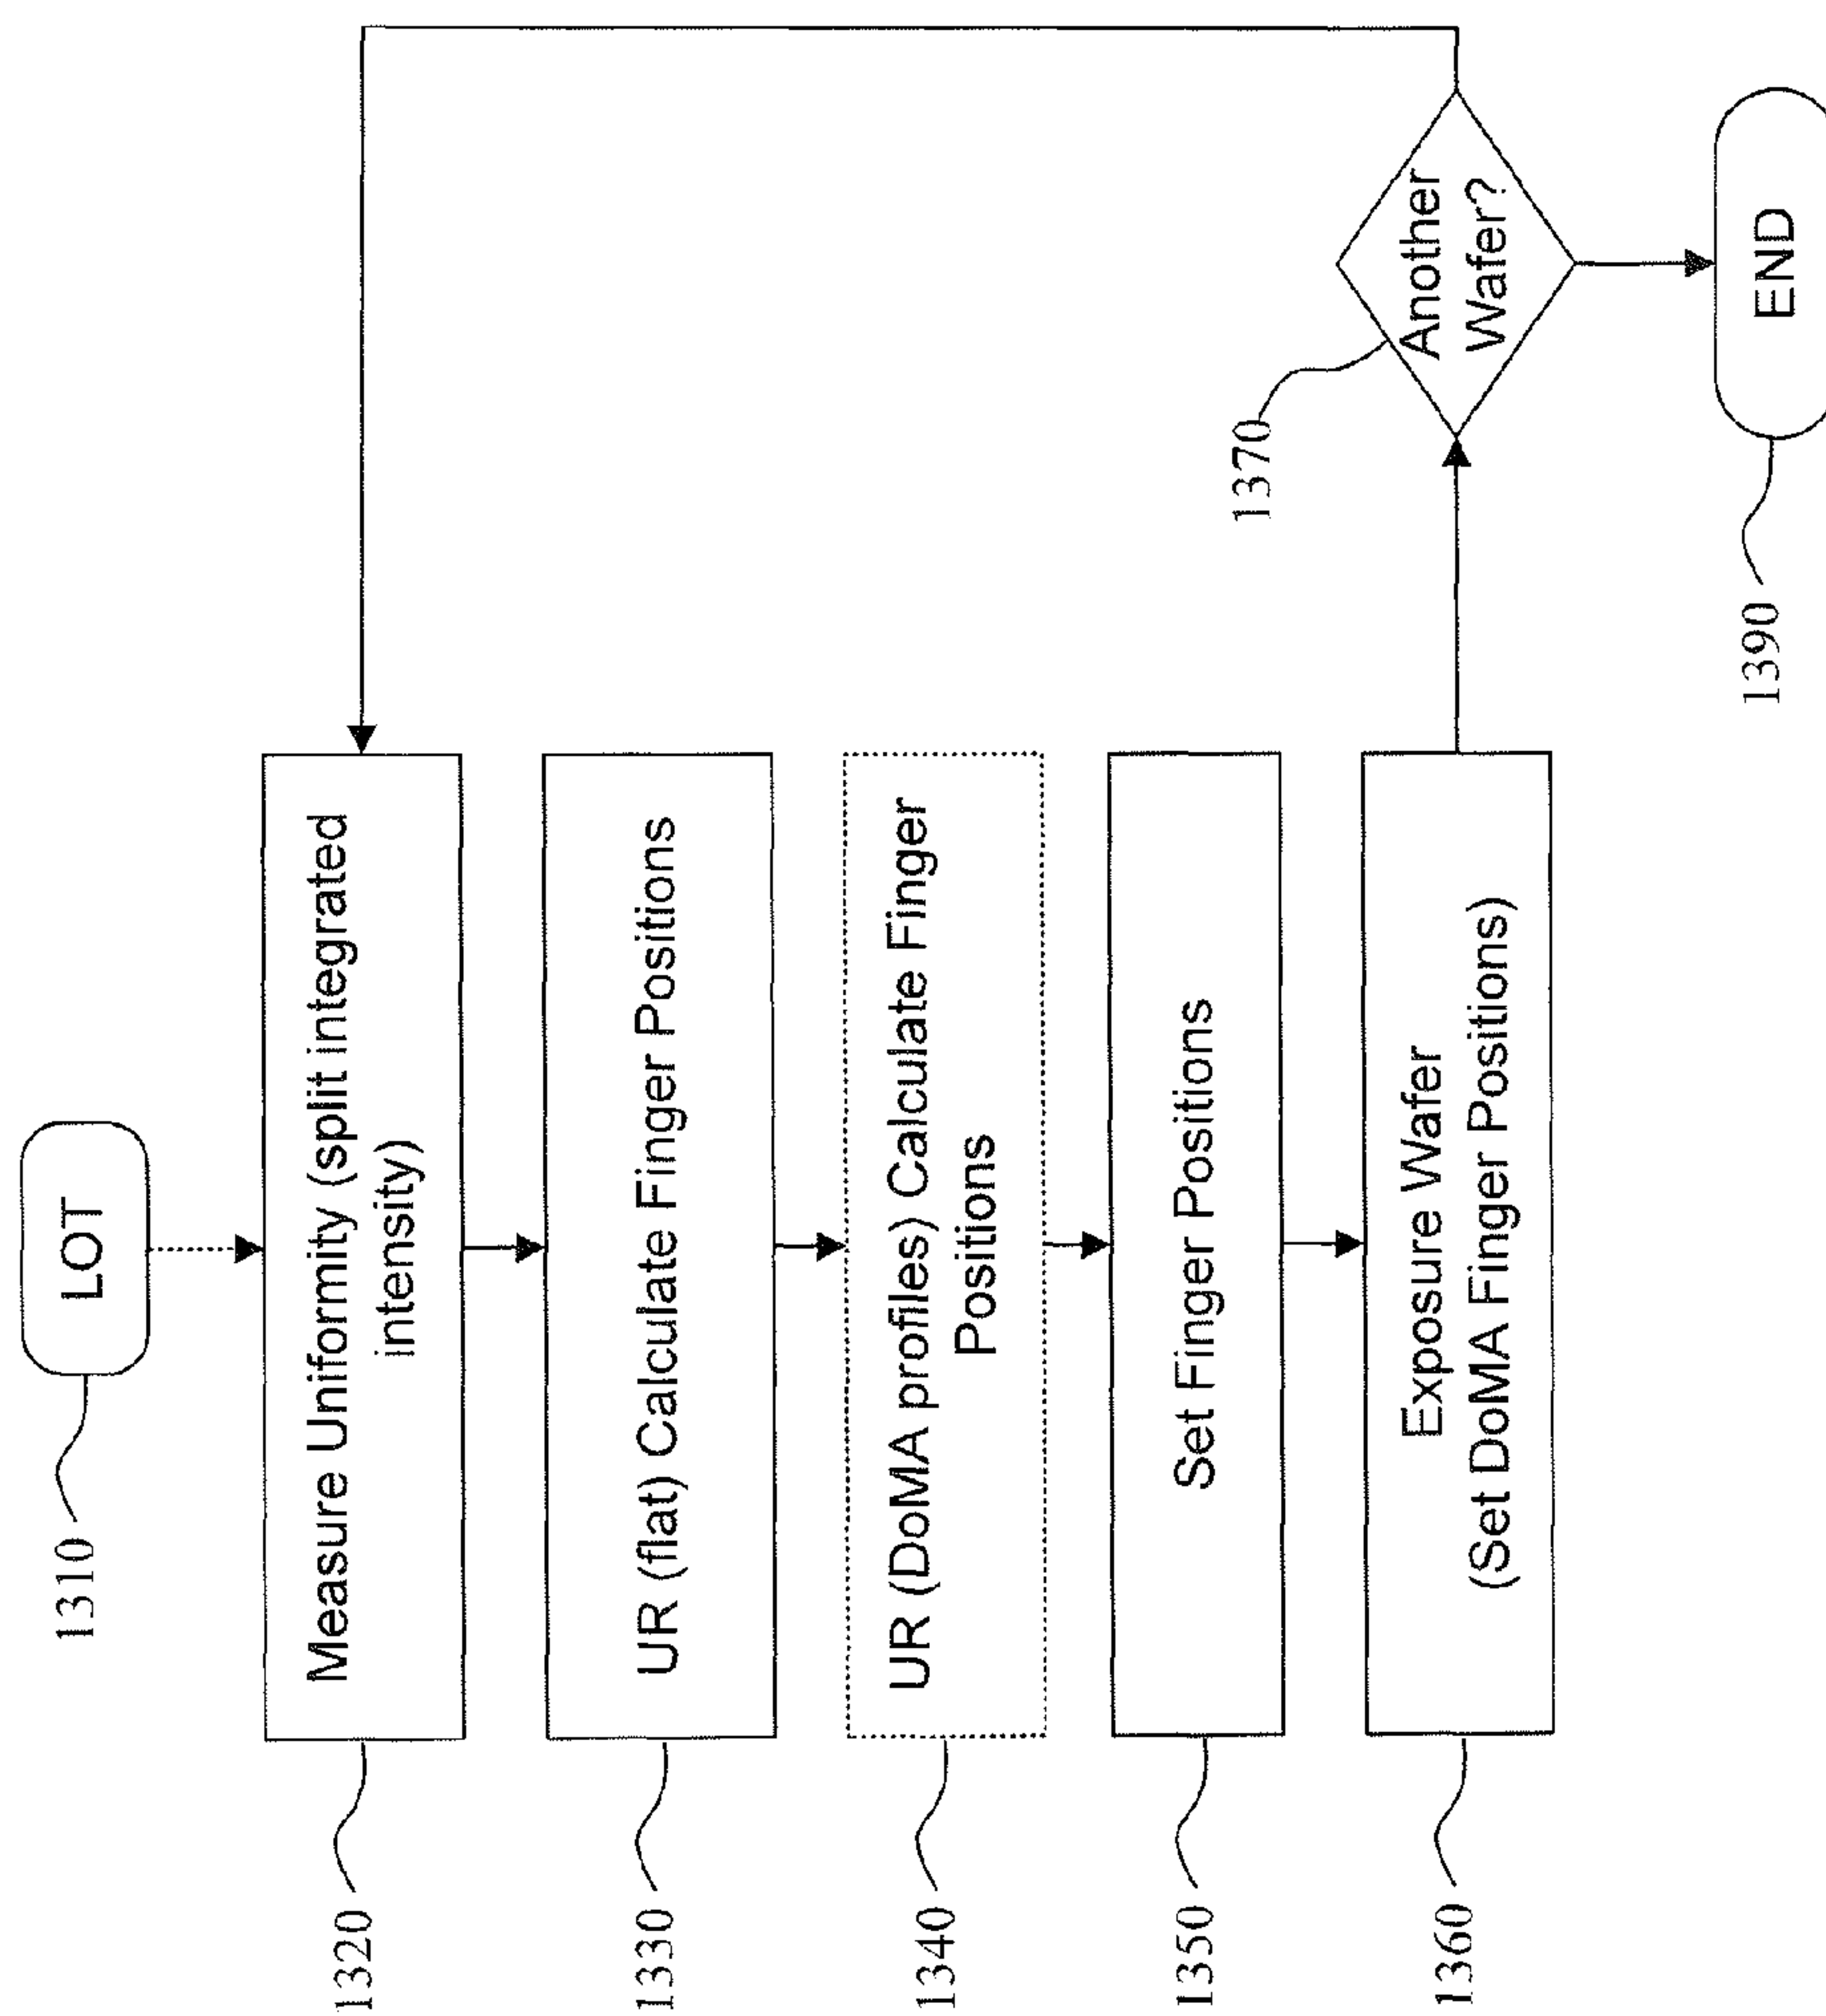 1310
LOT
1320
Measure Uniformity (split integrated
intensity)
1330
UR (flat) Calculate Finger Positions
1340
UR (DoMA profiles) Calculate Finger
Positions
1350
Set Finger Positions
1360
Exposure Wafer
(Set DoMA Finger Positions)
1370
Another
Wafer?
1390
END